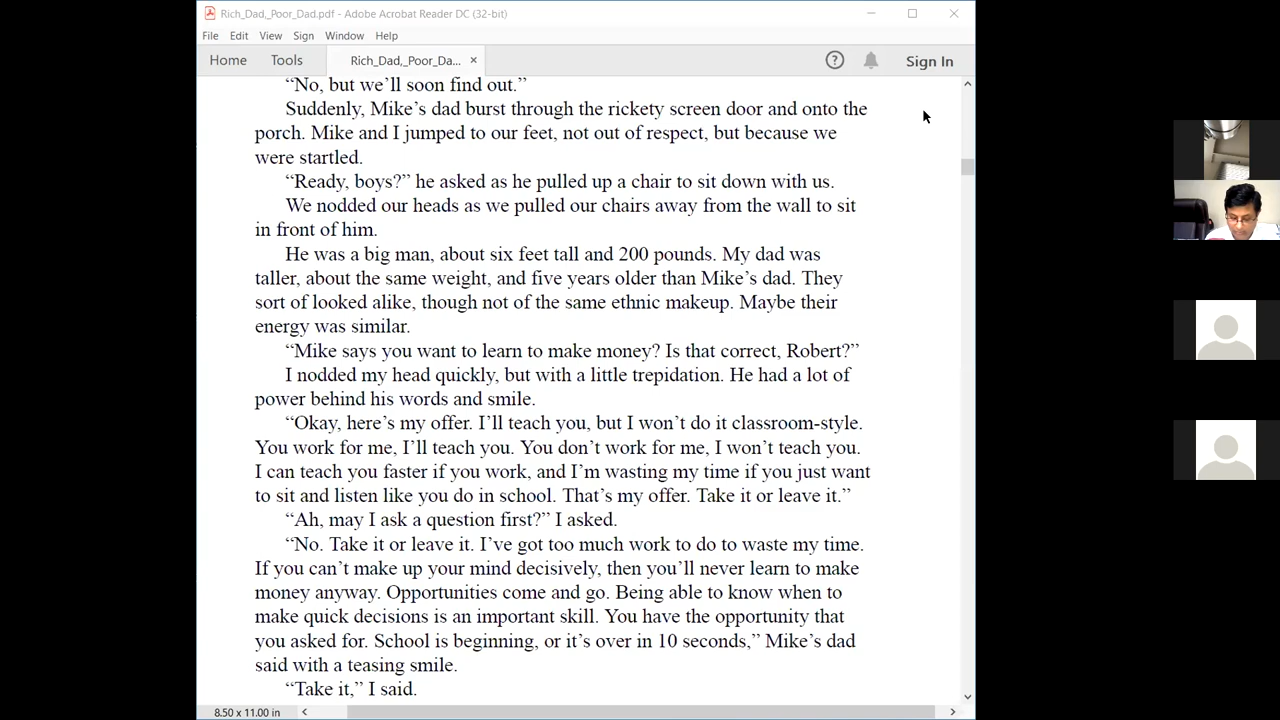 Rich_Dad,_Poor_Dad.pdf - Adobe Acrobat Reader DC (32-bit)
File Edit View Sign Window Help
Home Tools Rich_Dad,_Poor_Da... × Sign In
“No, but we’ll soon find out.”
Suddenly, Mike’s dad burst through the rickety screen door and onto the
porch. Mike and I jumped to our feet, not out of respect, but because we
were startled.
“Ready, boys?” he asked as he pulled up a chair to sit down with us.
We nodded our heads as we pulled our chairs away from the wall to sit
in front of him.
He was a big man, about six feet tall and 200 pounds. My dad was
taller, about the same weight, and five years older than Mike’s dad. They
sort of looked alike, though not of the same ethnic makeup. Maybe their
energy was similar.
“Mike says you want to learn to make money? Is that correct, Robert?”
I nodded my head quickly, but with a little trepidation. He had a lot of
power behind his words and smile.
“Okay, here’s my offer. I’ll teach you, but I won’t do it classroom-style.
You work for me, I’ll teach you. You don’t work for me, I won’t teach you.
I can teach you faster if you work, and I’m wasting my time if you just want
to sit and listen like you do in school. That’s my offer. Take it or leave it.”
“Ah, may I ask a question first?” I asked.
“No. Take it or leave it. I’ve got too much work to do to waste my time.
If you can’t make up your mind decisively, then you’ll never learn to make
money anyway. Opportunities come and go. Being able to know when to
make quick decisions is an important skill. You have the opportunity that
you asked for. School is beginning, or it’s over in 10 seconds,” Mike’s dad
said with a teasing smile.
“Take it,” I said.
8.50 x 11.00 in